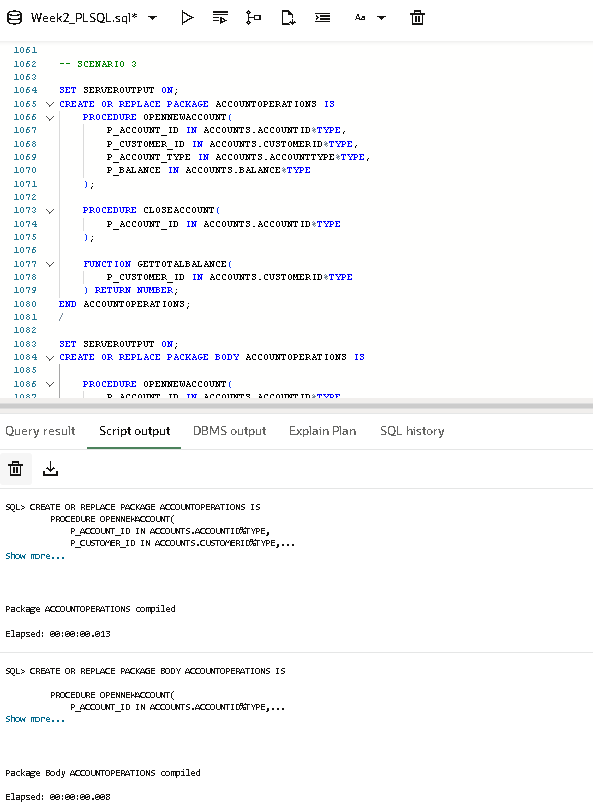 Week2_PLSQL.sql*
Aa
1061
1062 -- SCENARIO 3
1063
1064 SET SERVEROUTPUT ON;
1065 CREATE OR REPLACE PACKAGE ACCOUNTOPERATIONS IS
1066 PROCEDURE OPENNEWACCOUNT(
1067 P_ACCOUNT_ID IN ACCOUNTS.ACCOUNTID%TYPE,
1068 P_CUSTOMER_ID IN ACCOUNTS.CUSTOMERID%TYPE,
1069 P_ACCOUNT_TYPE IN ACCOUNTS.ACCOUNTTYPE%TYPE,
1070 P_BALANCE IN ACCOUNTS.BALANCE%TYPE
1071 );
1072
1073 PROCEDURE CLOSEACCOUNT(
1074 P_ACCOUNT_ID IN ACCOUNTS.ACCOUNTID%TYPE
1075 );
1076
1077 FUNCTION GETTOTALBALANCE(
1078 P_CUSTOMER_ID IN ACCOUNTS.CUSTOMERID%TYPE
1079 ) RETURN NUMBER;
1080 END ACCOUNTOPERATIONS;
1081 /
1082
1083 SET SERVEROUTPUT ON;
1084 CREATE OR REPLACE PACKAGE BODY ACCOUNTOPERATIONS IS
1085
1086 PROCEDURE OPENNEWACCOUNT(
1087 P_ACCOUNT_ID IN ACCOUNTS.ACCOUNTID%TYPE
Query result Script output DBMS output Explain Plan SQL history
SQL> CREATE OR REPLACE PACKAGE ACCOUNTOPERATIONS IS
PROCEDURE OPENNEWACCOUNT(
P_ACCOUNT_ID IN ACCOUNTS.ACCOUNTID%TYPE,
P_CUSTOMER_ID IN ACCOUNTS.CUSTOMERID%TYPE,...
Show more...
Package ACCOUNTOPERATIONS compiled
Elapsed: 00:00:00.013
SQL> CREATE OR REPLACE PACKAGE BODY ACCOUNTOPERATIONS IS
PROCEDURE OPENNEWACCOUNT(
P_ACCOUNT_ID IN ACCOUNTS.ACCOUNTID%TYPE,...
Show more...
Package Body ACCOUNTOPERATIONS compiled
Elapsed: 00:00:00.008